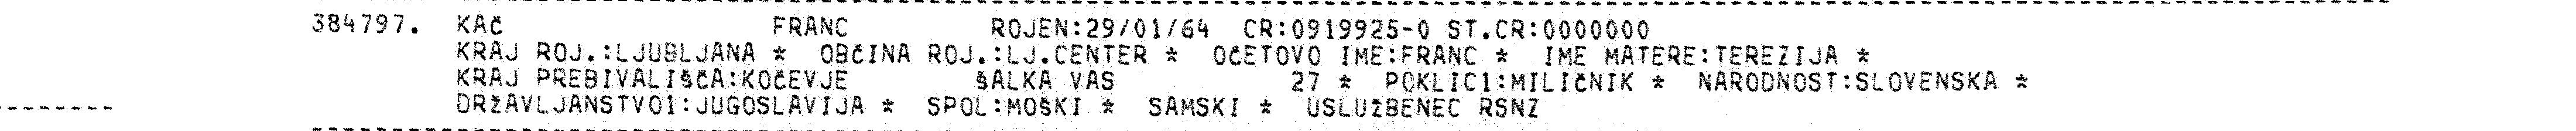 384797. KAČ FRANC ROJEN:29/01/64 CR:0919925-0 ST.CR:0000000
KRAJ ROJ.:LJUBLJANA * OBČINA ROJ.:LJ.CENTER * OČETOVO IME:FRANC * IME MATERE:TEREZIJA *
KRAJ PREBIVALIŠČA:KOČEVJE ŠALKA VAS 27 * POKLIC1:MILIČNIK * NARODNOST:SLOVENSKA *
DRŽAVLJANSTVO1:JUGOSLAVIJA * SPOL:MOŠKI * SAMSKI * USLUŽBENEC RSNZ